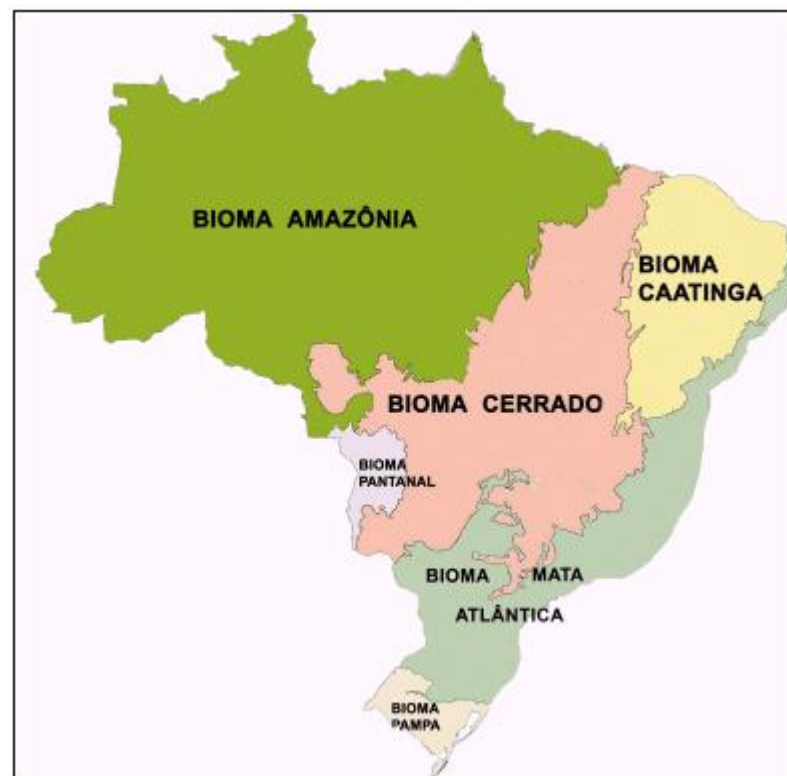 BIOMA AMAZÔNIA
BIOMA
CAATINGA
BIOMA CERRADO
BIOMA
PANTANAL
BIOMA MATA
ATLÂNTICA
BIOMA
PAMPA